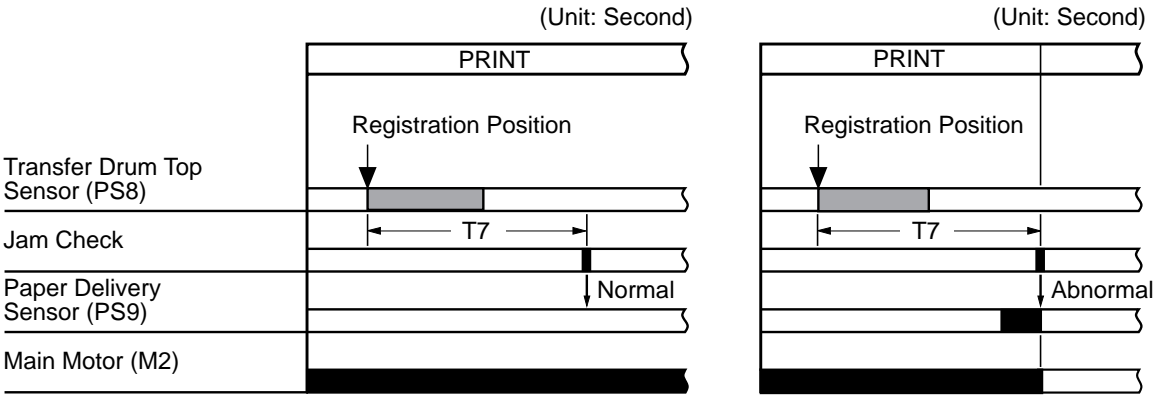 (Unit: Second)
(Unit: Second)
PRINT
PRINT
Registration Position
Registration Position
Transfer Drum Top
Sensor (PS8)
Jam Check
T7
T7
Paper Delivery
Sensor (PS9)
Normal
Abnormal
Main Motor (M2)